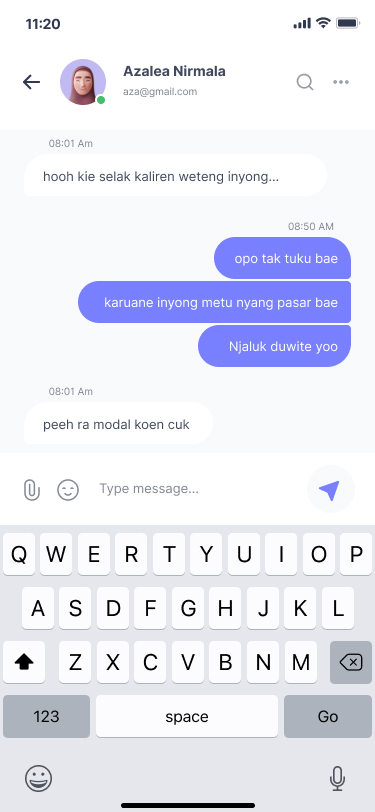 11:20
Azalea Nirmala
aza@gmail.com
08:01 Am
hooh kie selak kaliren weteng inyong...
08:50 AM
opo tak tuku bae
karuane inyong metu nyang pasar bae
Njaluk duwite yoo
08:01 Am
peeh ra modal koen cuk
Type message...
Q W E R T Y U I O P
A S D F G H J K L
Z X C V B N M
123 space Go